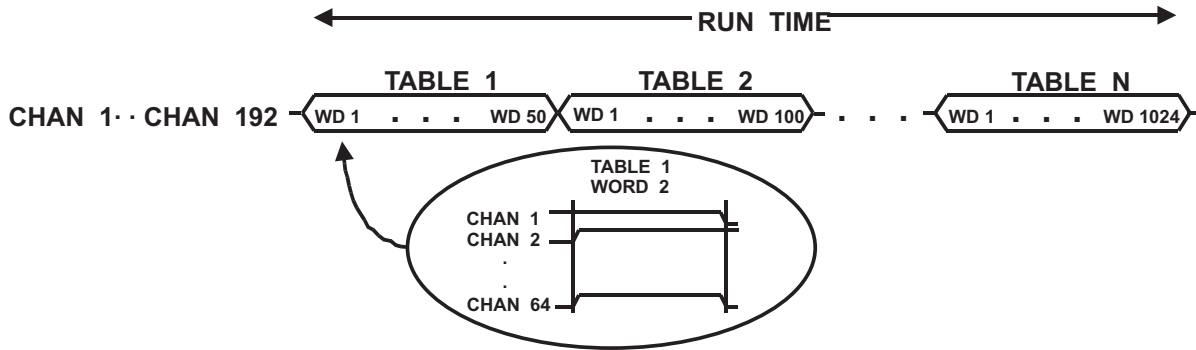 RUN TIME
TABLE 1 TABLE 2 TABLE N
CHAN 1· · CHAN 192 WD 1 . . . WD 50 WD 1 . . . WD 100 . . . . WD 1 . . . WD 1024
TABLE 1
WORD 2
CHAN 1
CHAN 2
.
.
CHAN 64